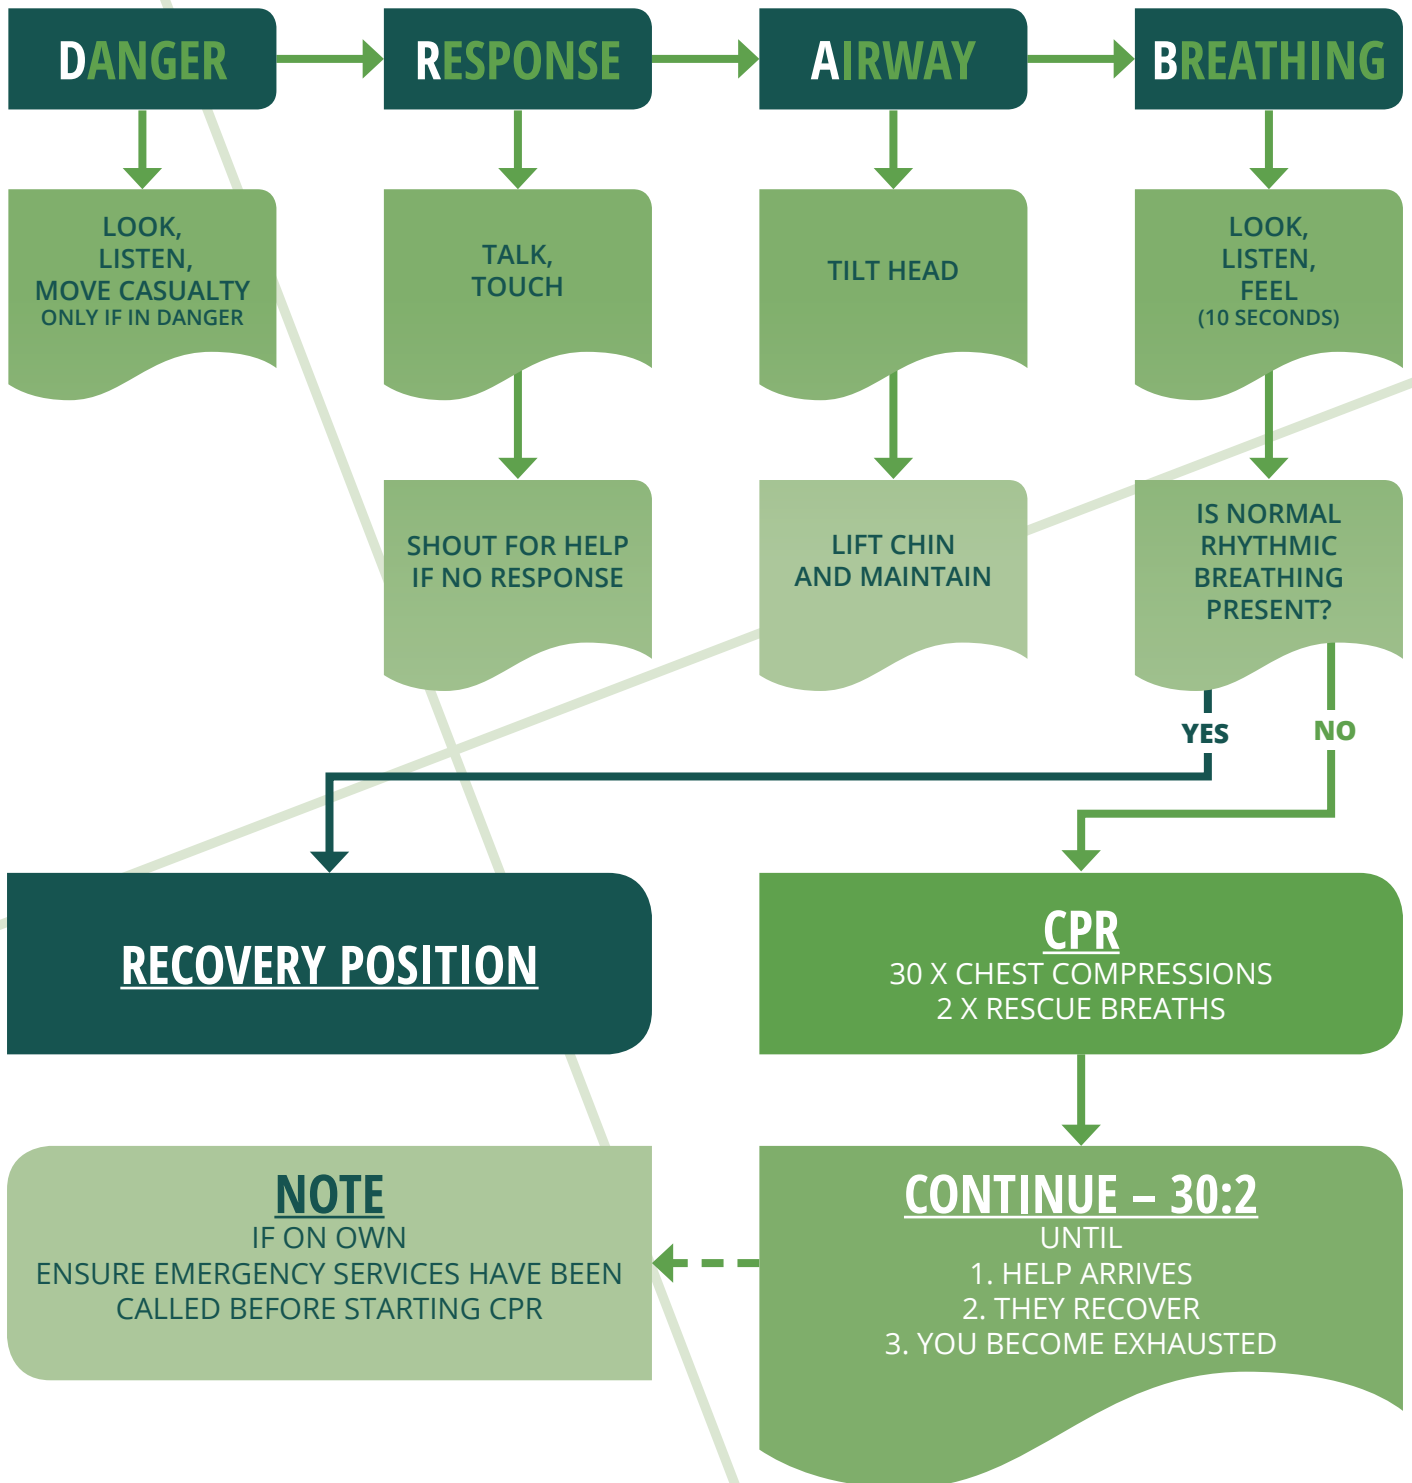 DANGER
RESPONSE
AIRWAY
BREATHING
LOOK,
LISTEN,
MOVE CASUALTY
ONLY IF IN DANGER
TALK,
TOUCH
TILT HEAD
LOOK,
LISTEN,
FEEL
(10 SECONDS)
SHOUT FOR HELP
IF NO RESPONSE
LIFT CHIN
AND MAINTAIN
IS NORMAL
RHYTHMIC
BREATHING
PRESENT?
YES
NO
RECOVERY POSITION
CPR
30 X CHEST COMPRESSIONS
2 X RESCUE BREATHS
NOTE
IF ON OWN
ENSURE EMERGENCY SERVICES HAVE BEEN
CALLED BEFORE STARTING CPR
CONTINUE – 30:2
UNTIL
1. HELP ARRIVES
2. THEY RECOVER
3. YOU BECOME EXHAUSTED